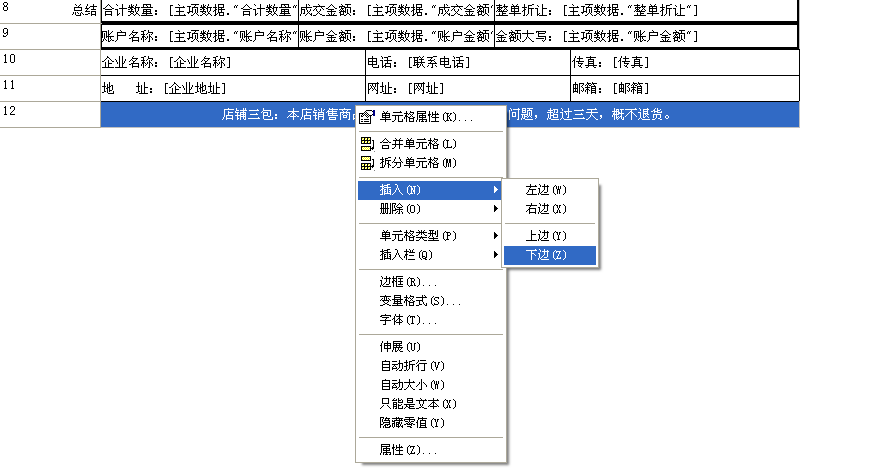 8 总结 合计数量: [主项数据."合计数量" 成交金额: [主项数据."成交金额" 整单折让: [主项数据."整单折让"]
9 账户名称: [主项数据."账户名称" 账户金额: [主项数据."账户金额" 金额大写: [主项数据."账户金额"]
10 企业名称: [企业名称] 电话: [联系电话] 传真: [传真]
11 地 址: [企业地址] 网址: [网址] 邮箱: [邮箱]
12 店铺三包: 本店销售商 问题, 超过三天, 概不退货。
单元格属性(K)...
合并单元格(L)
拆分单元格(M)
插入(N)
删除(O)
单元格类型(P)
插入栏(Q)
边框(R)...
变量格式(S)...
字体(T)...
伸展(U)
自动折行(V)
自动大小(W)
只能是文本(X)
隐藏零值(Y)
属性(Z)...
左边(W)
右边(X)
上边(Y)
下边(Z)